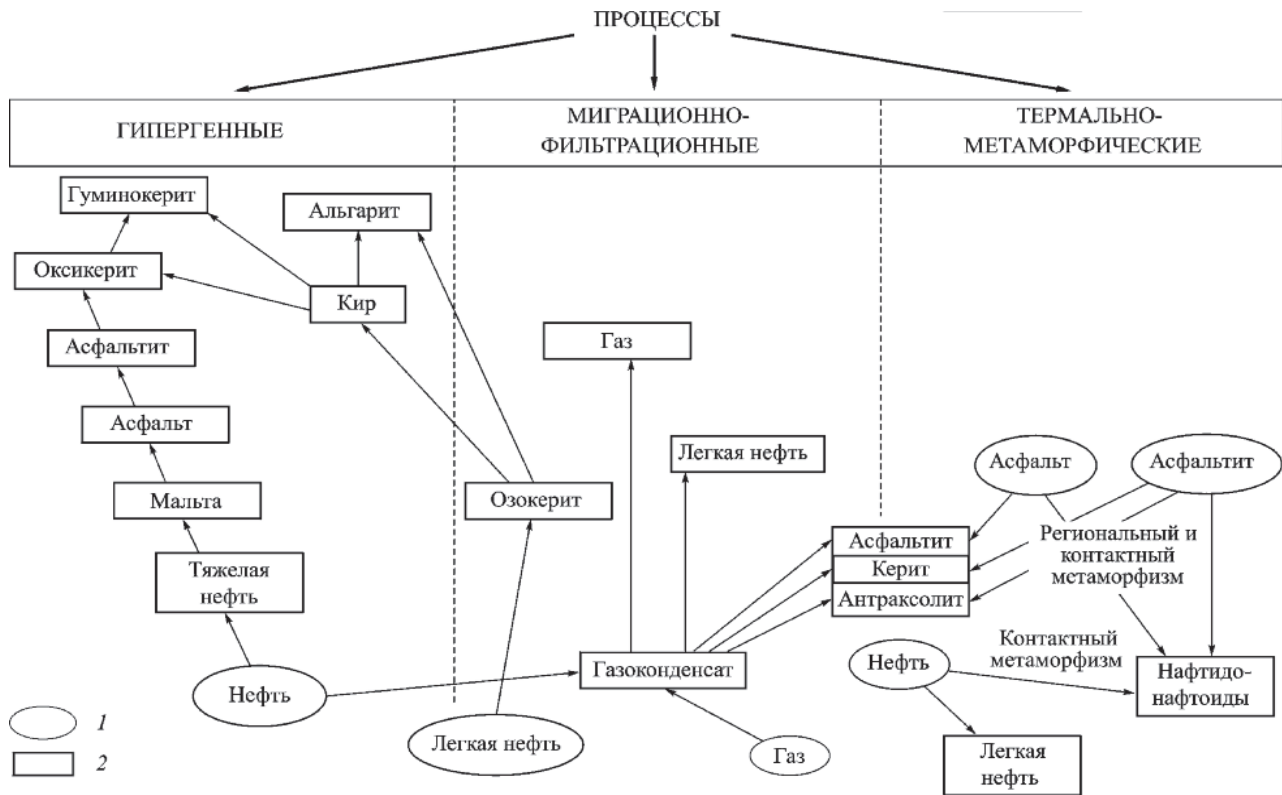 ПРОЦЕССЫ
ГИПЕРГЕННЫЕ
МИГРАЦИОННО-
ФИЛЬТРАЦИОННЫЕ
ТЕРМАЛЬНО-
МЕТАМОРФИЧЕСКИЕ
Гуминокерит
Альгарит
Оксикерит
Кир
Асфальтит
Газ
Асфальт
Легкая нефть
Асфальт
Асфальтит
Мальта
Озокерит
Асфальтит
Керит
Антраксолит
Региональный и
контактный
метаморфизм
Тяжелая
нефть
Нефть
Газоконденсат
Нефть
Контактный
метаморфизм
Нафтидо-
нафтоиды
Легкая нефть
Газ
Легкая
нефть
1
2